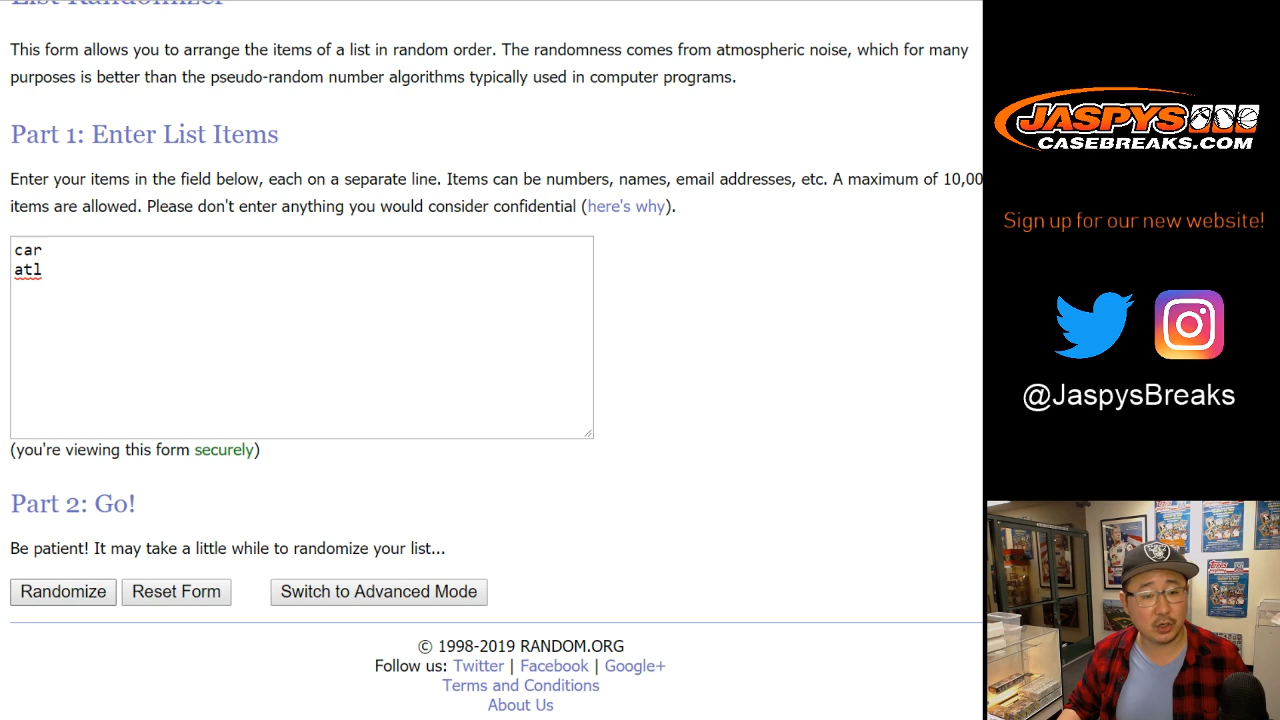 List Randomizer
This form allows you to arrange the items of a list in random order. The randomness comes from atmospheric noise, which for many
purposes is better than the pseudo-random number algorithms typically used in computer programs.
Part 1: Enter List Items
Enter your items in the field below, each on a separate line. Items can be numbers, names, email addresses, etc. A maximum of 10,00
items are allowed. Please don't enter anything you would consider confidential (here's why).
car
atl
(you're viewing this form securely)
Part 2: Go!
Be patient! It may take a little while to randomize your list...
Randomize
Reset Form
Switch to Advanced Mode
© 1998-2019 RANDOM.ORG
Follow us: Twitter | Facebook | Google+
Terms and Conditions
About Us
JASPYS
CASEBREAKS.COM
Sign up for our new website!
@JaspysBreaks
Topps